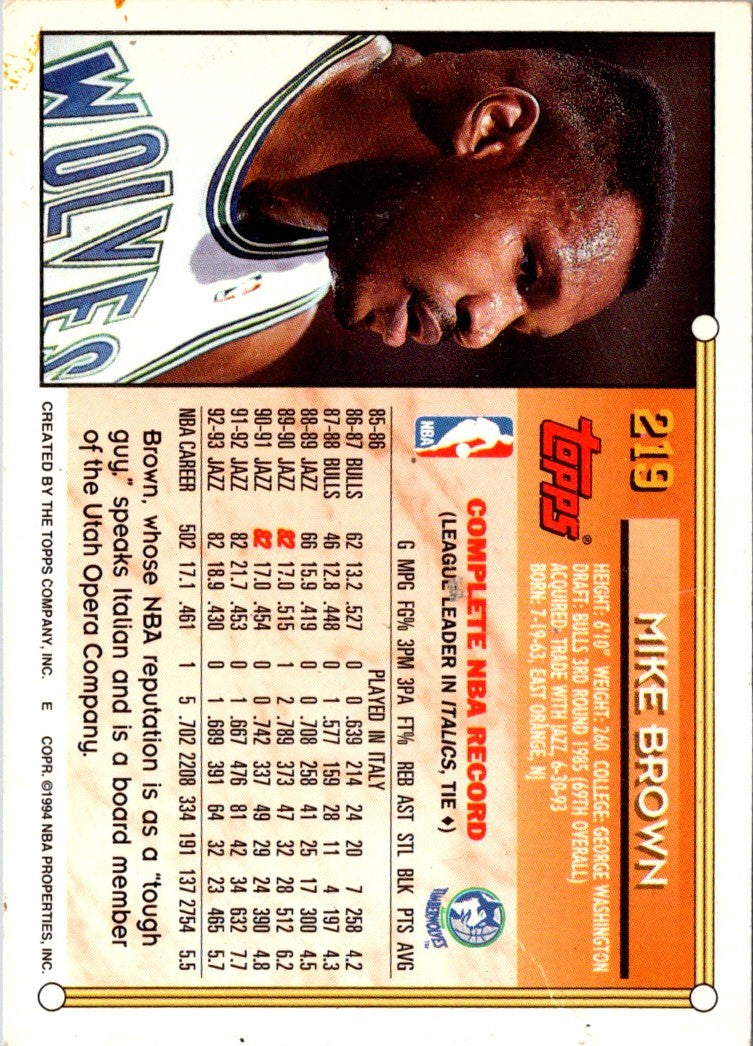 219
MIKE BROWN
TOPPS®
HEIGHT: 6'10" WEIGHT: 260 COLLEGE: GEORGE WASHINGTON
DRAFT: BULLS 3RD ROUND 1985 (69TH OVERALL)
ACQUIRED: TRADE WITH JAZZ, 6-30-93
BORN: 7-19-63, EAST ORANGE, NJ
NBA
COMPLETE NBA RECORD
(LEAGUE LEADER IN ITALICS, TIE ♦)
TIMBERWOLVES™
G MPG FG% 3PM 3PA FT% REB AST STL BLK PTS AVG
85-86 PLAYED IN ITALY
86-87 BULLS 62 13.2 .527 0 0 .639 214 24 20 7 258 4.2
87-88 BULLS 46 12.8 .448 0 1 .577 159 28 11 4 197 4.3
88-89 JAZZ 66 15.9 .419 0 0 .708 258 41 25 17 300 4.5
89-90 JAZZ 82 17.0 .515 1 2 .789 373 47 32 28 512 6.2
90-91 JAZZ 82 17.0 .454 0 0 .742 337 49 29 24 390 4.8
91-92 JAZZ 82 21.7 .453 0 1 .667 476 81 42 34 632 7.7
92-93 JAZZ 82 18.9 .430 0 1 .689 391 64 32 23 465 5.7
NBA CAREER 502 17.1 .461 1 5 .702 2208 334 191 137 2754 5.5
Brown, whose NBA reputation is as a "tough
guy," speaks Italian and is a board member
of the Utah Opera Company.
WOLVES
CREATED BY THE TOPPS COMPANY, INC. E COPR. ©1994 NBA PROPERTIES, INC.